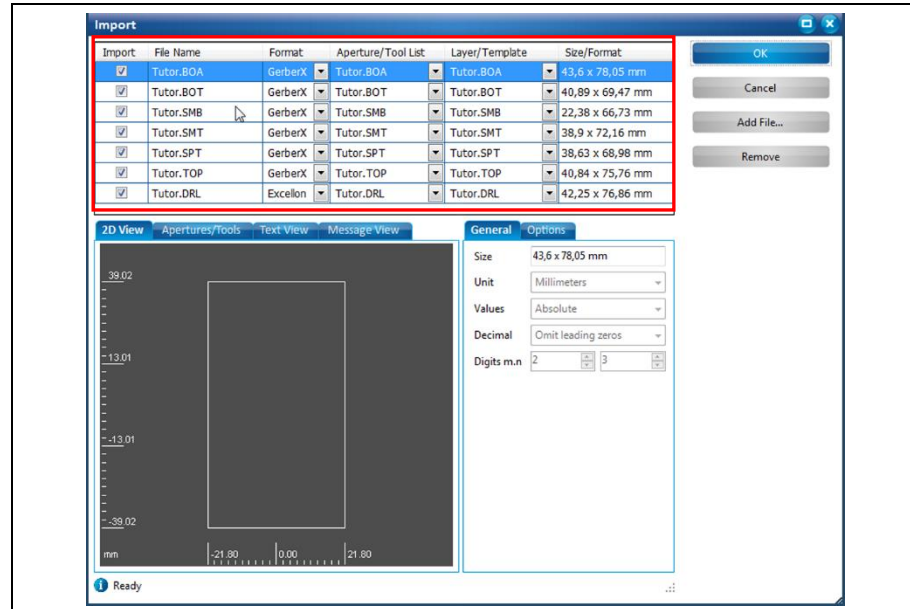 Import
Import File Name Format Aperture/Tool List Layer/Template Size/Format
Tutor.BOA GerberX Tutor.BOA Tutor.BOA 43,6 x 78,05 mm
Tutor.BOT GerberX Tutor.BOT Tutor.BOT 40,89 x 69,47 mm
Tutor.SMB GerberX Tutor.SMB Tutor.SMB 22,38 x 66,73 mm
Tutor.SMT GerberX Tutor.SMT Tutor.SMT 38,9 x 72,16 mm
Tutor.SPT GerberX Tutor.SPT Tutor.SPT 38,63 x 68,98 mm
Tutor.TOP GerberX Tutor.TOP Tutor.TOP 40,84 x 75,76 mm
Tutor.DRL Excellon Tutor.DRL Tutor.DRL 42,25 x 76,86 mm
OK
Cancel
Add File...
Remove
2D View Apertures/Tools Text View Message View
39.02
13.01
-13.01
-39.02
mm -21.80 0.00 21.80
General Options
Size 43,6 x 78,05 mm
Unit Millimeters
Values Absolute
Decimal Omit leading zeros
Digits m.n 2 3
Ready